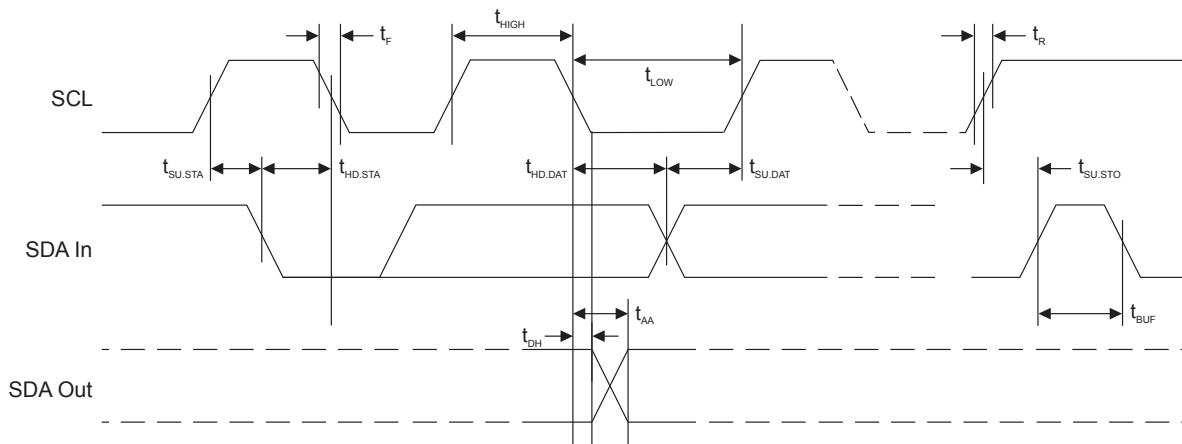 tHIGH
tF
tR
SCL
tLOW
tSU.STA
tHD.STA
tHD.DAT
tSU.DAT
tSU.STO
SDA In
tAA
tBUF
tDH
SDA Out